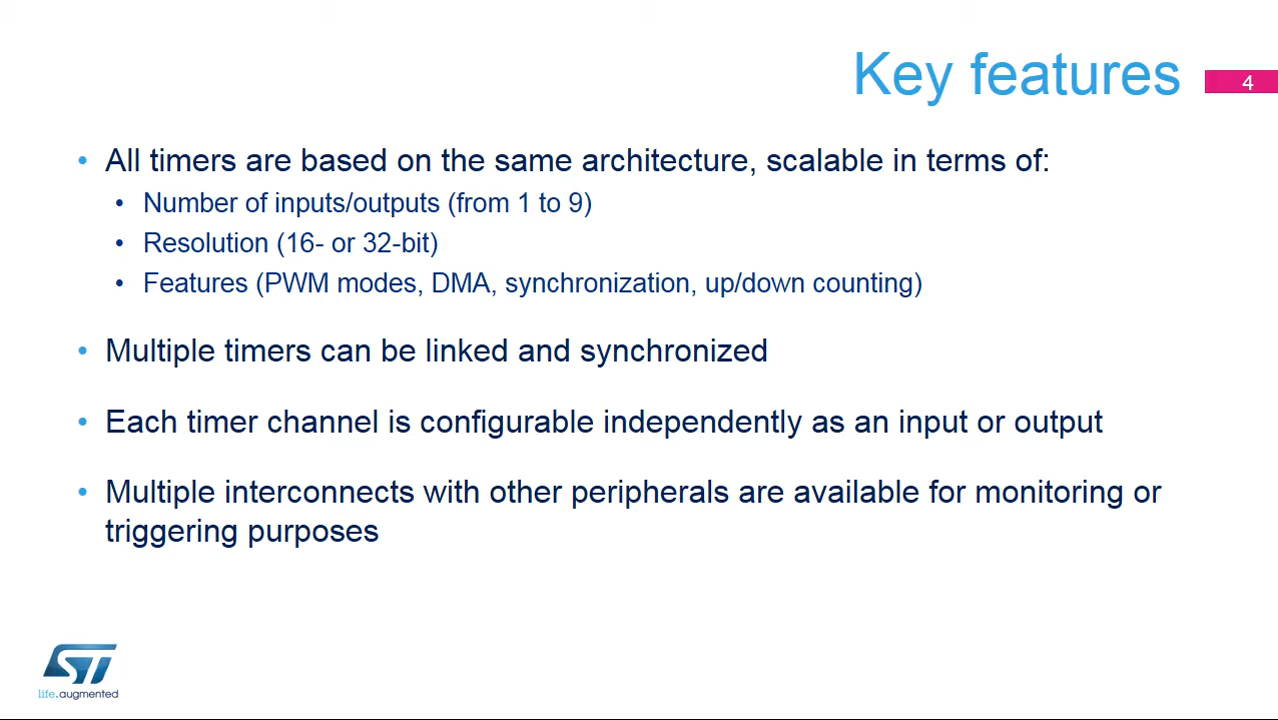 Key features
4
• All timers are based on the same architecture, scalable in terms of:
• Number of inputs/outputs (from 1 to 9)
• Resolution (16- or 32-bit)
• Features (PWM modes, DMA, synchronization, up/down counting)
• Multiple timers can be linked and synchronized
• Each timer channel is configurable independently as an input or output
• Multiple interconnects with other peripherals are available for monitoring or
triggering purposes
ST
life.augmented